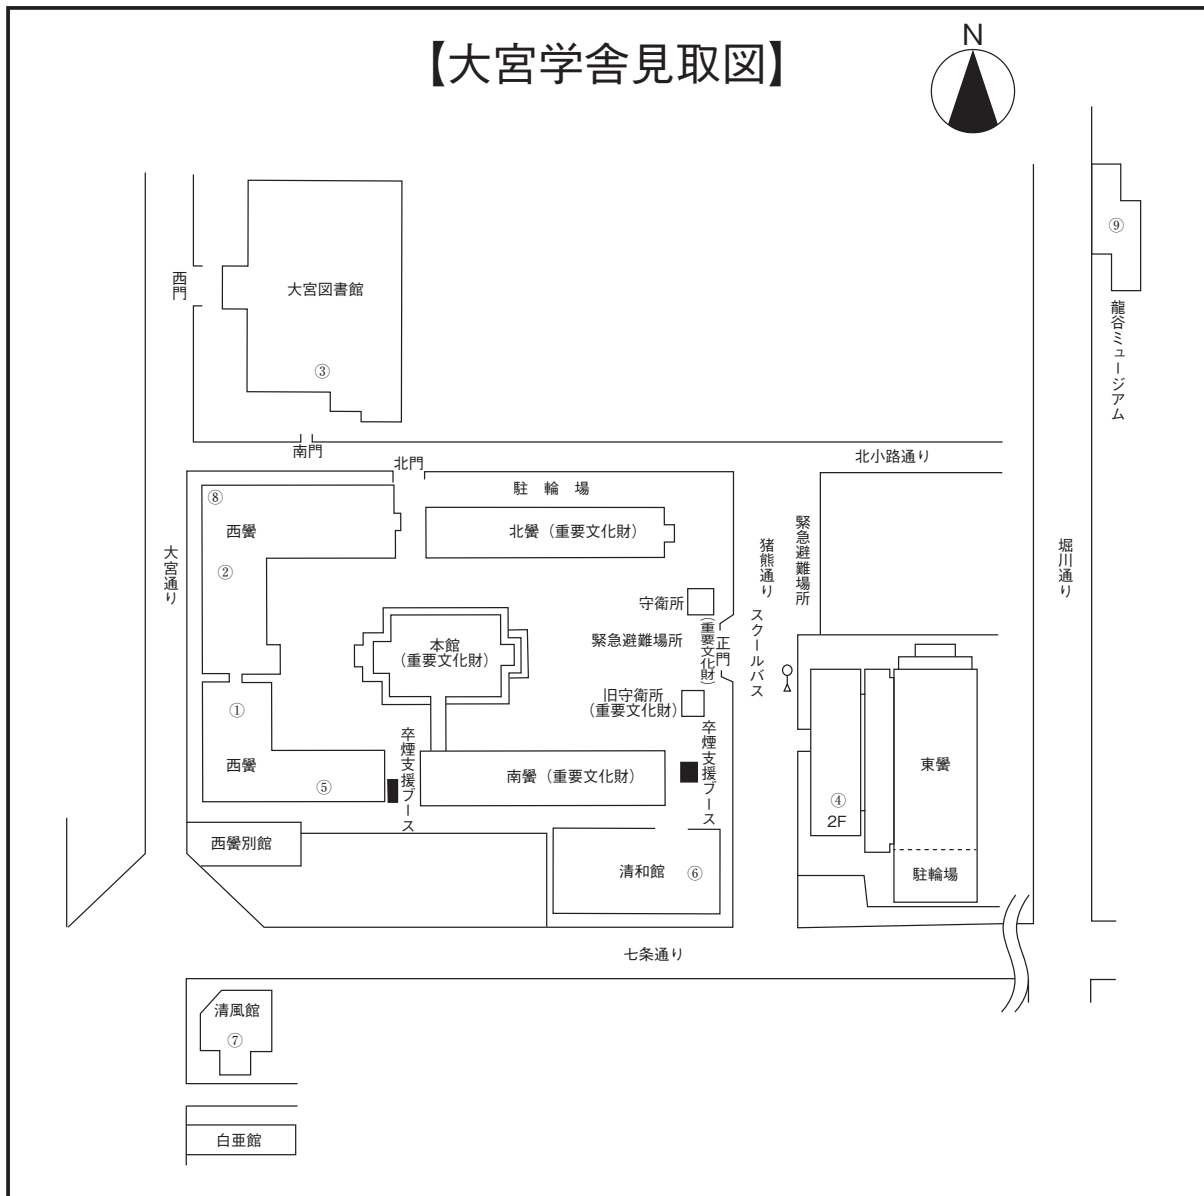 【大宮学舎見取図】
N
⑨
西門
大宮図書館
③
龍谷ミュージアム
南門
北門
北小路通り
⑧
西黌
②
駐輪場
北黌（重要文化財）
大宮通り
猪熊通り
緊急避難場所
堀川通り
守衛所
緊急避難場所
正門
（重要文化財）
スクールバス
本館
（重要文化財）
旧守衛所
（重要文化財）
①
西黌
⑤
卒煙支援ブース
南黌（重要文化財）
卒煙支援ブース
東黌
④
2F
駐輪場
西黌別館
清和館
⑥
七条通り
清風館
⑦
白亜館